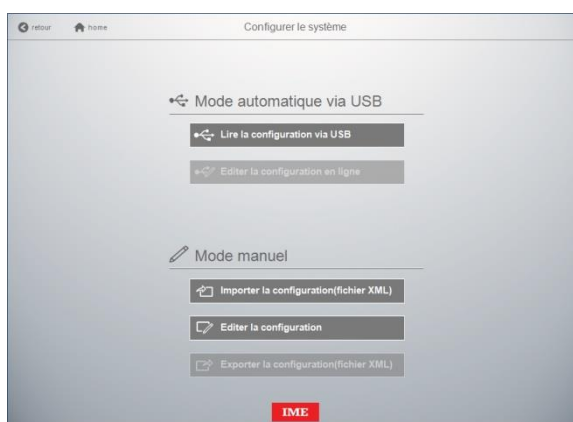 retour home Configurer le système
Mode automatique via USB
Lire la configuration via USB
Editer la configuration en ligne
Mode manuel
Importer la configuration(fichier XML)
Editer la configuration
Exporter la configuration(fichier XML)
IME